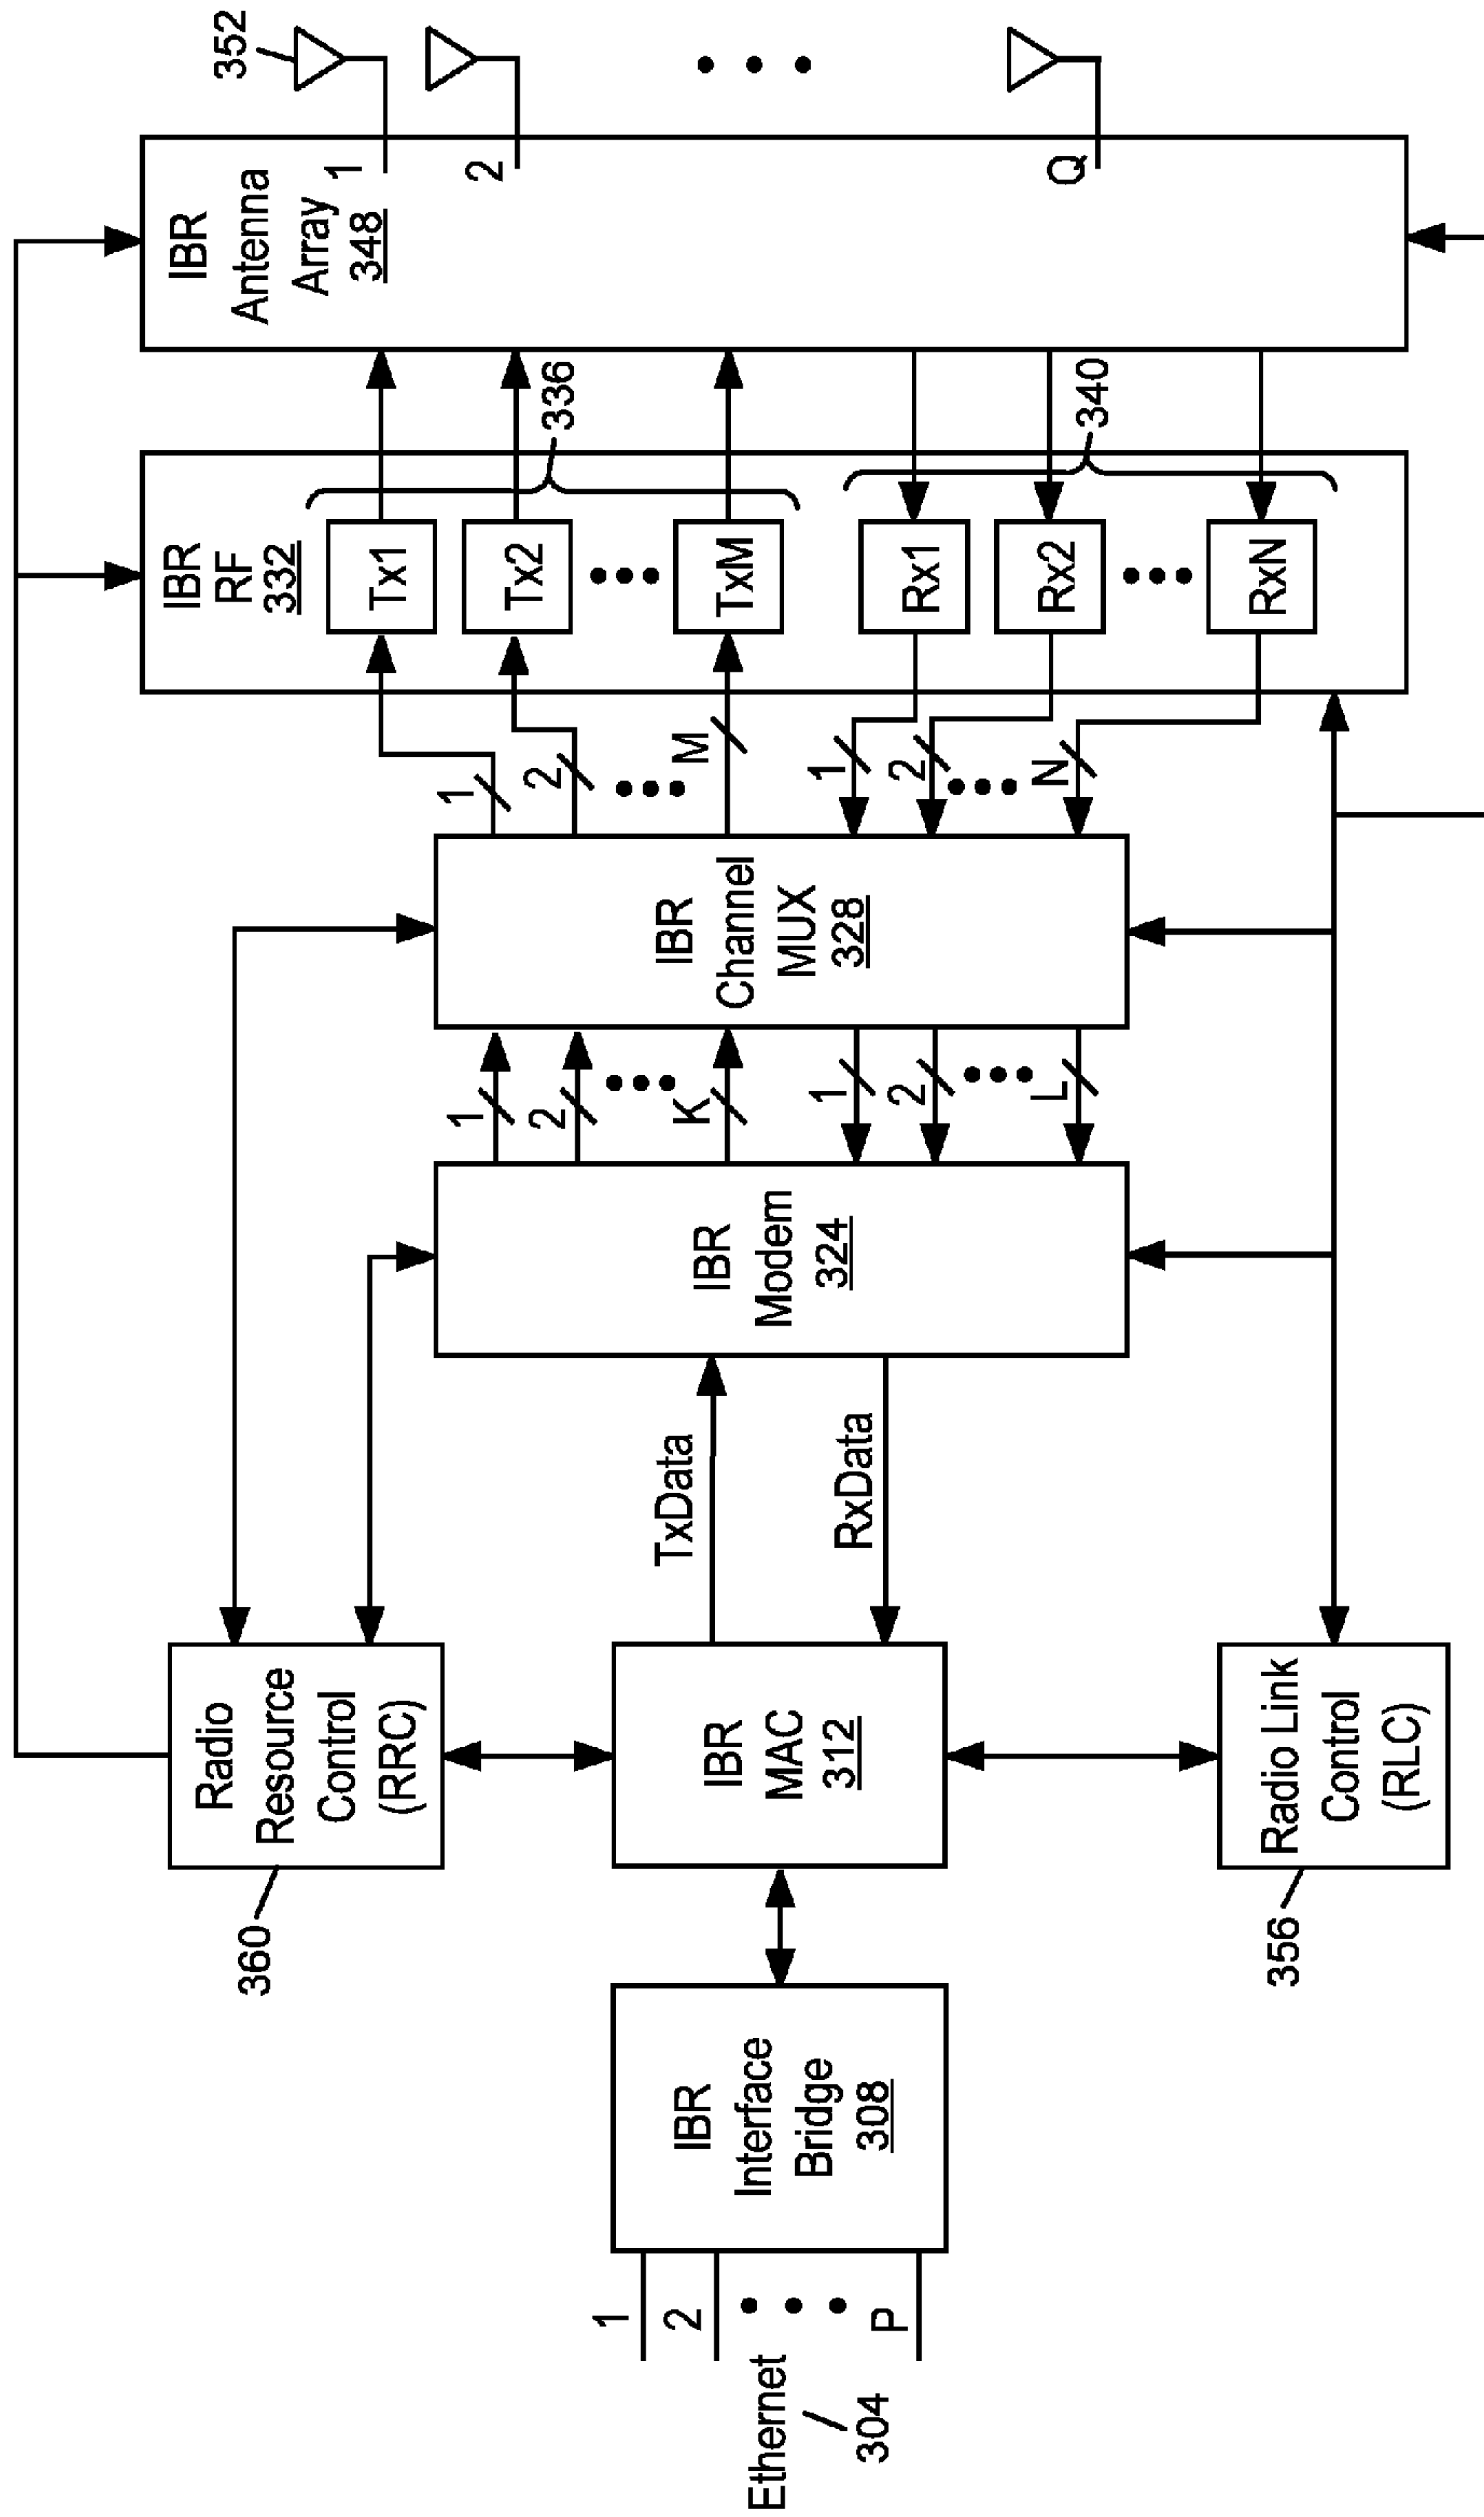 Ethernet
304
1
2
P
IBR
Interface
Bridge
308
360
Radio
Resource
Control
(RRC)
IBR
MAC
312
356
Radio Link
Control
(RLC)
TxData
RxData
IBR
Modem
324
1
2
K
1
2
L
IBR
Channel
MUX
328
1
2
M
1
2
N
IBR
RF
332
Tx1
Tx2
TxM
Rx1
Rx2
RxN
336
340
IBR
Antenna
Array
348
1
2
Q
352